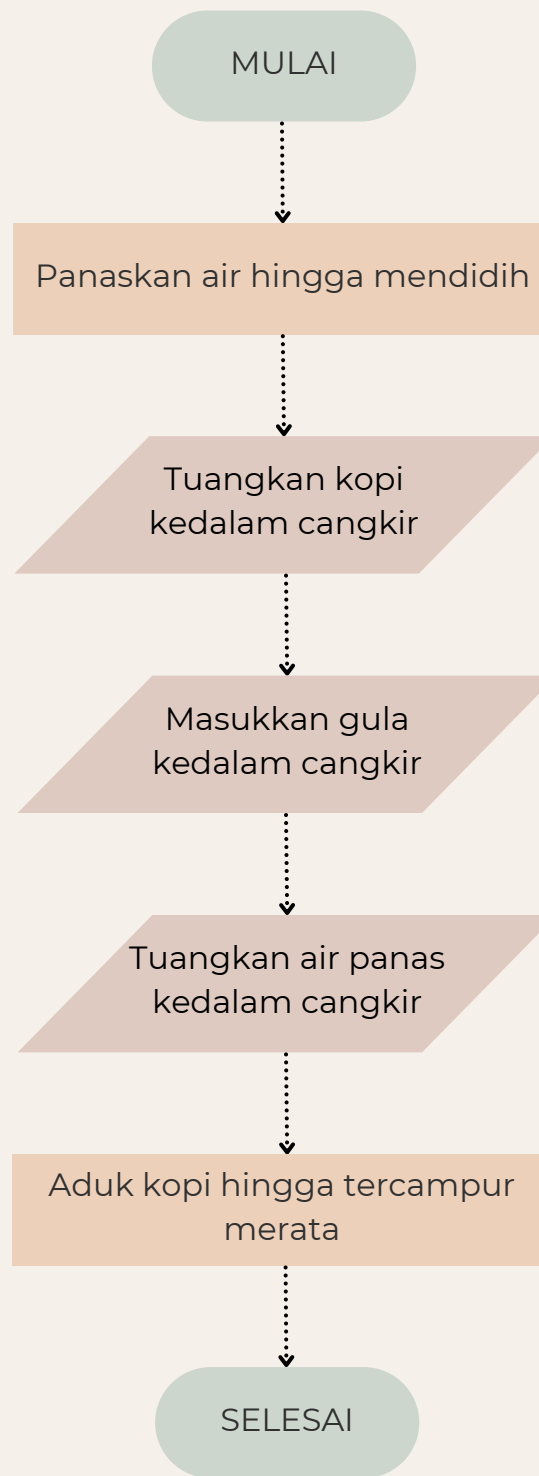 MULAI
Panaskan air hingga mendidih
Tuangkan kopi
kedalam cangkir
Masukkan gula
kedalam cangkir
Tuangkan air panas
kedalam cangkir
Aduk kopi hingga tercampur
merata
SELESAI